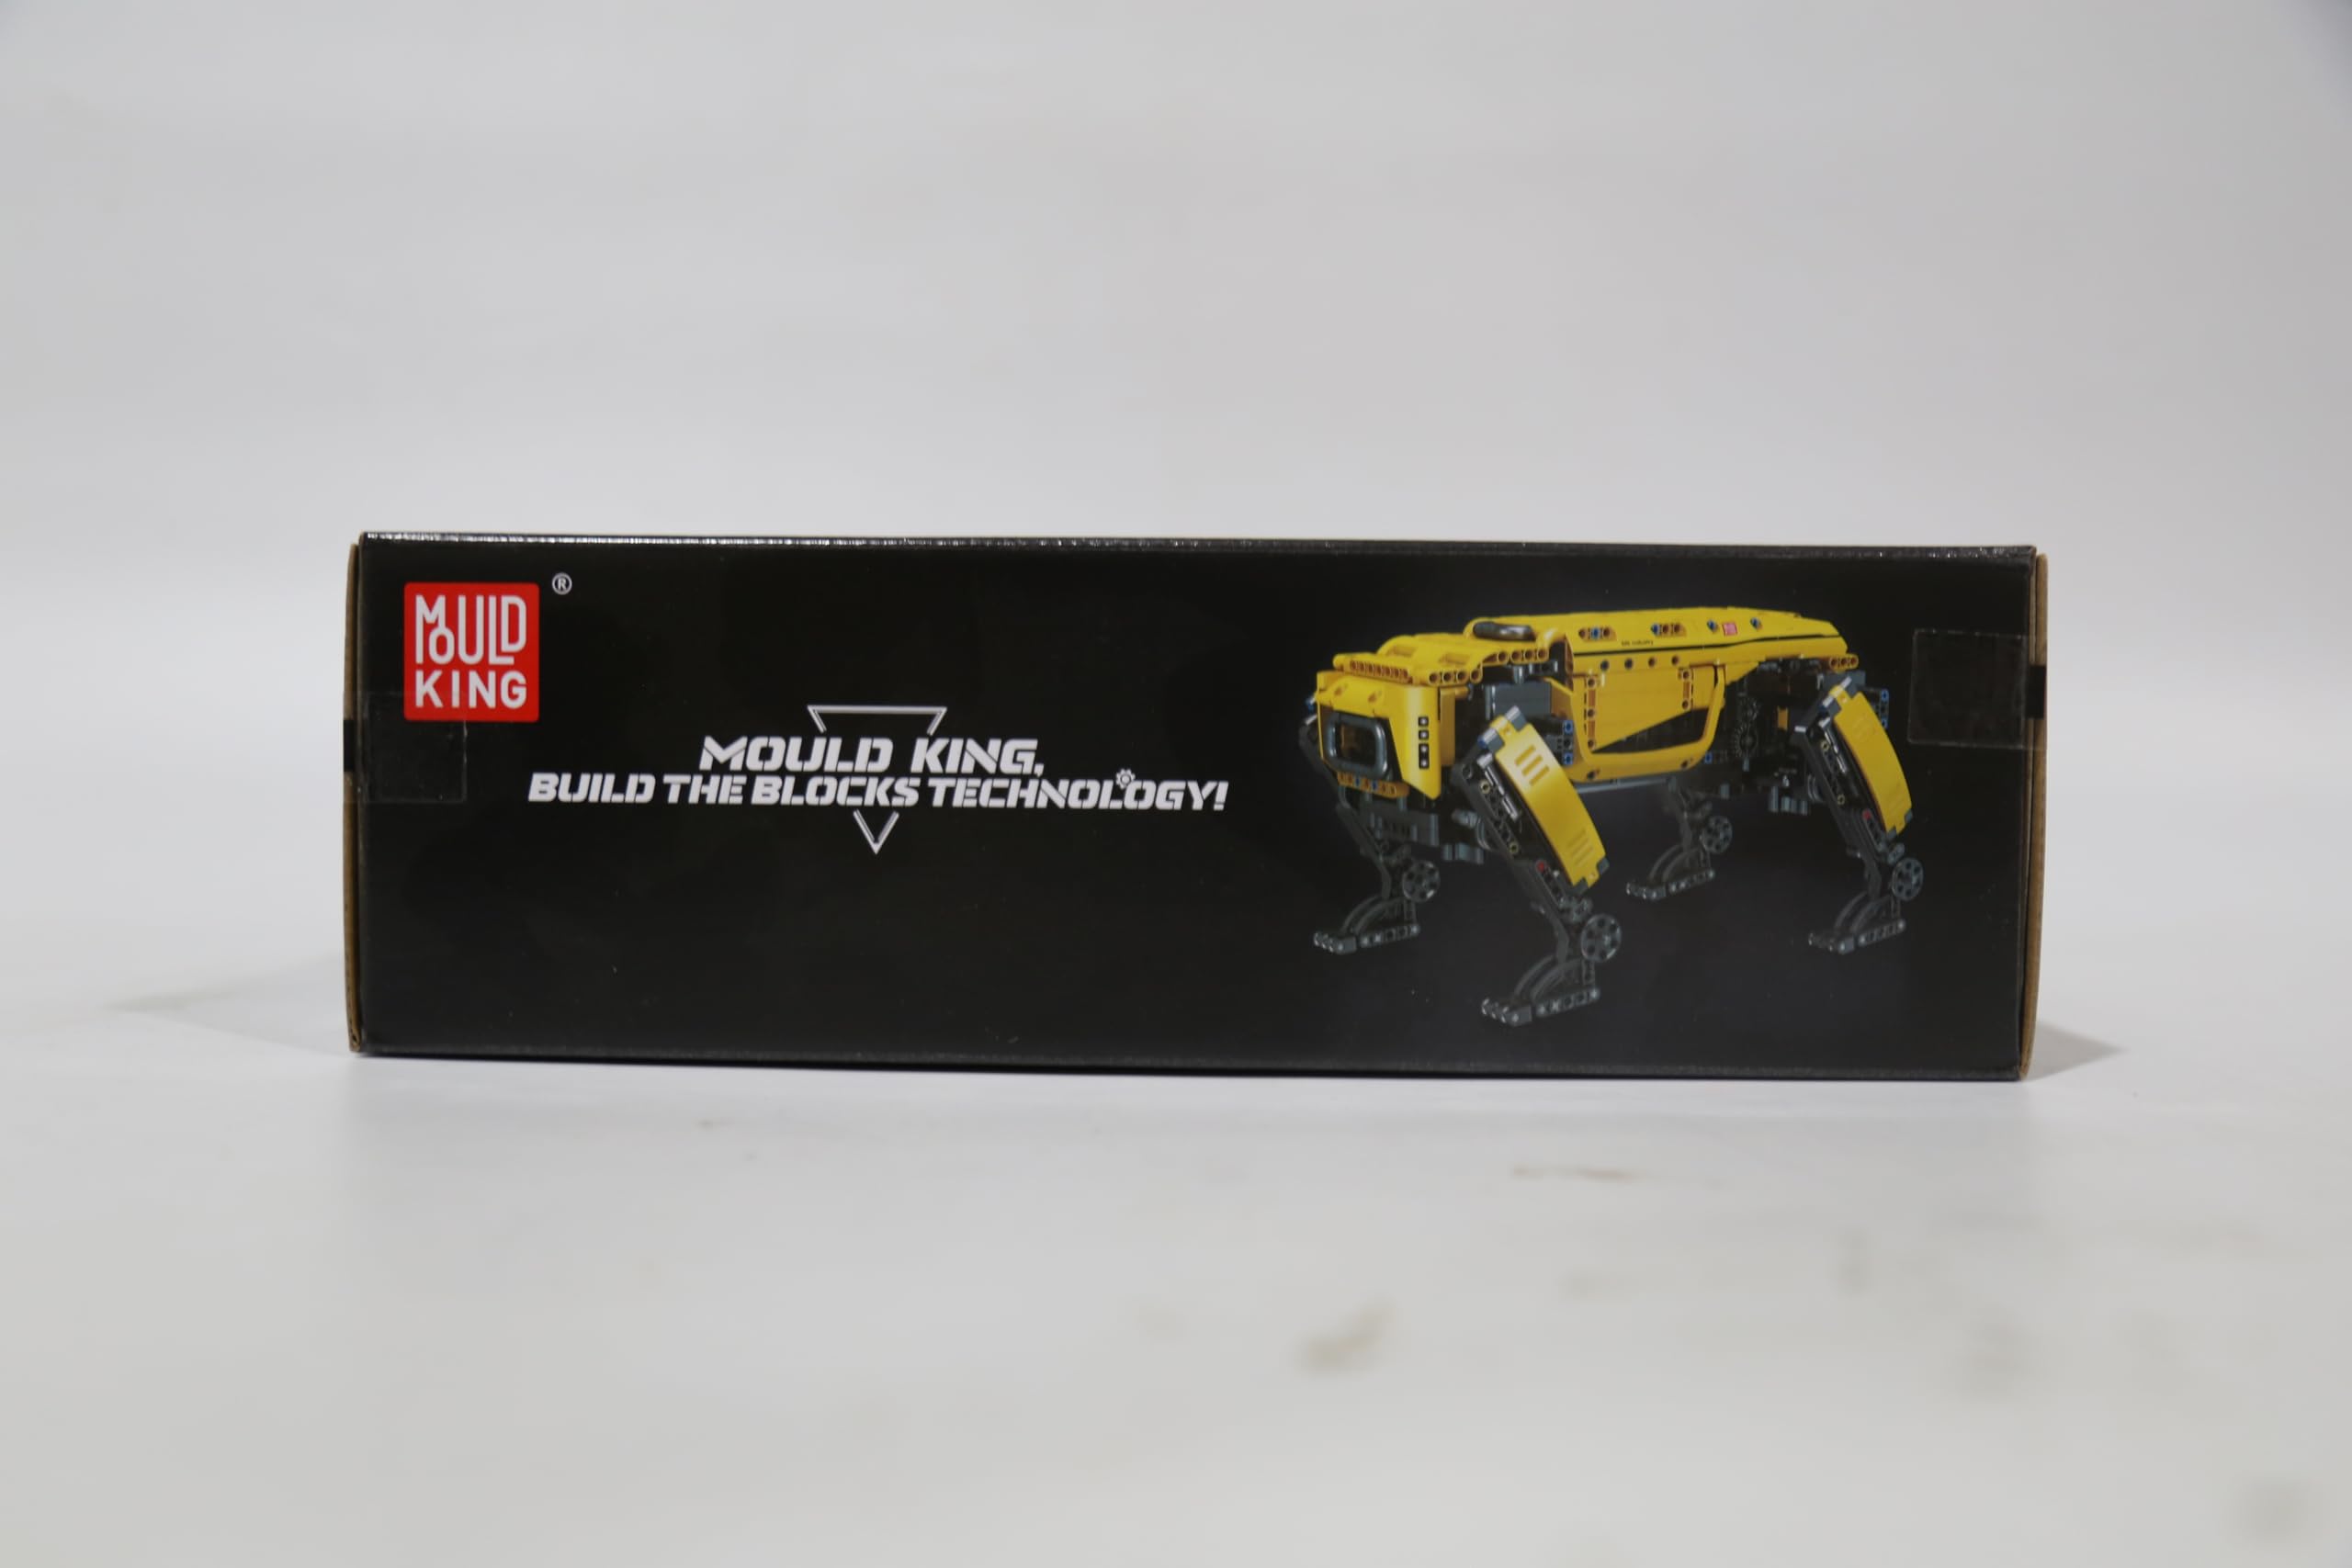 MOULD
KING
®
MOULD KING,
BUILD THE BLOCKS TECHNOLOGY!